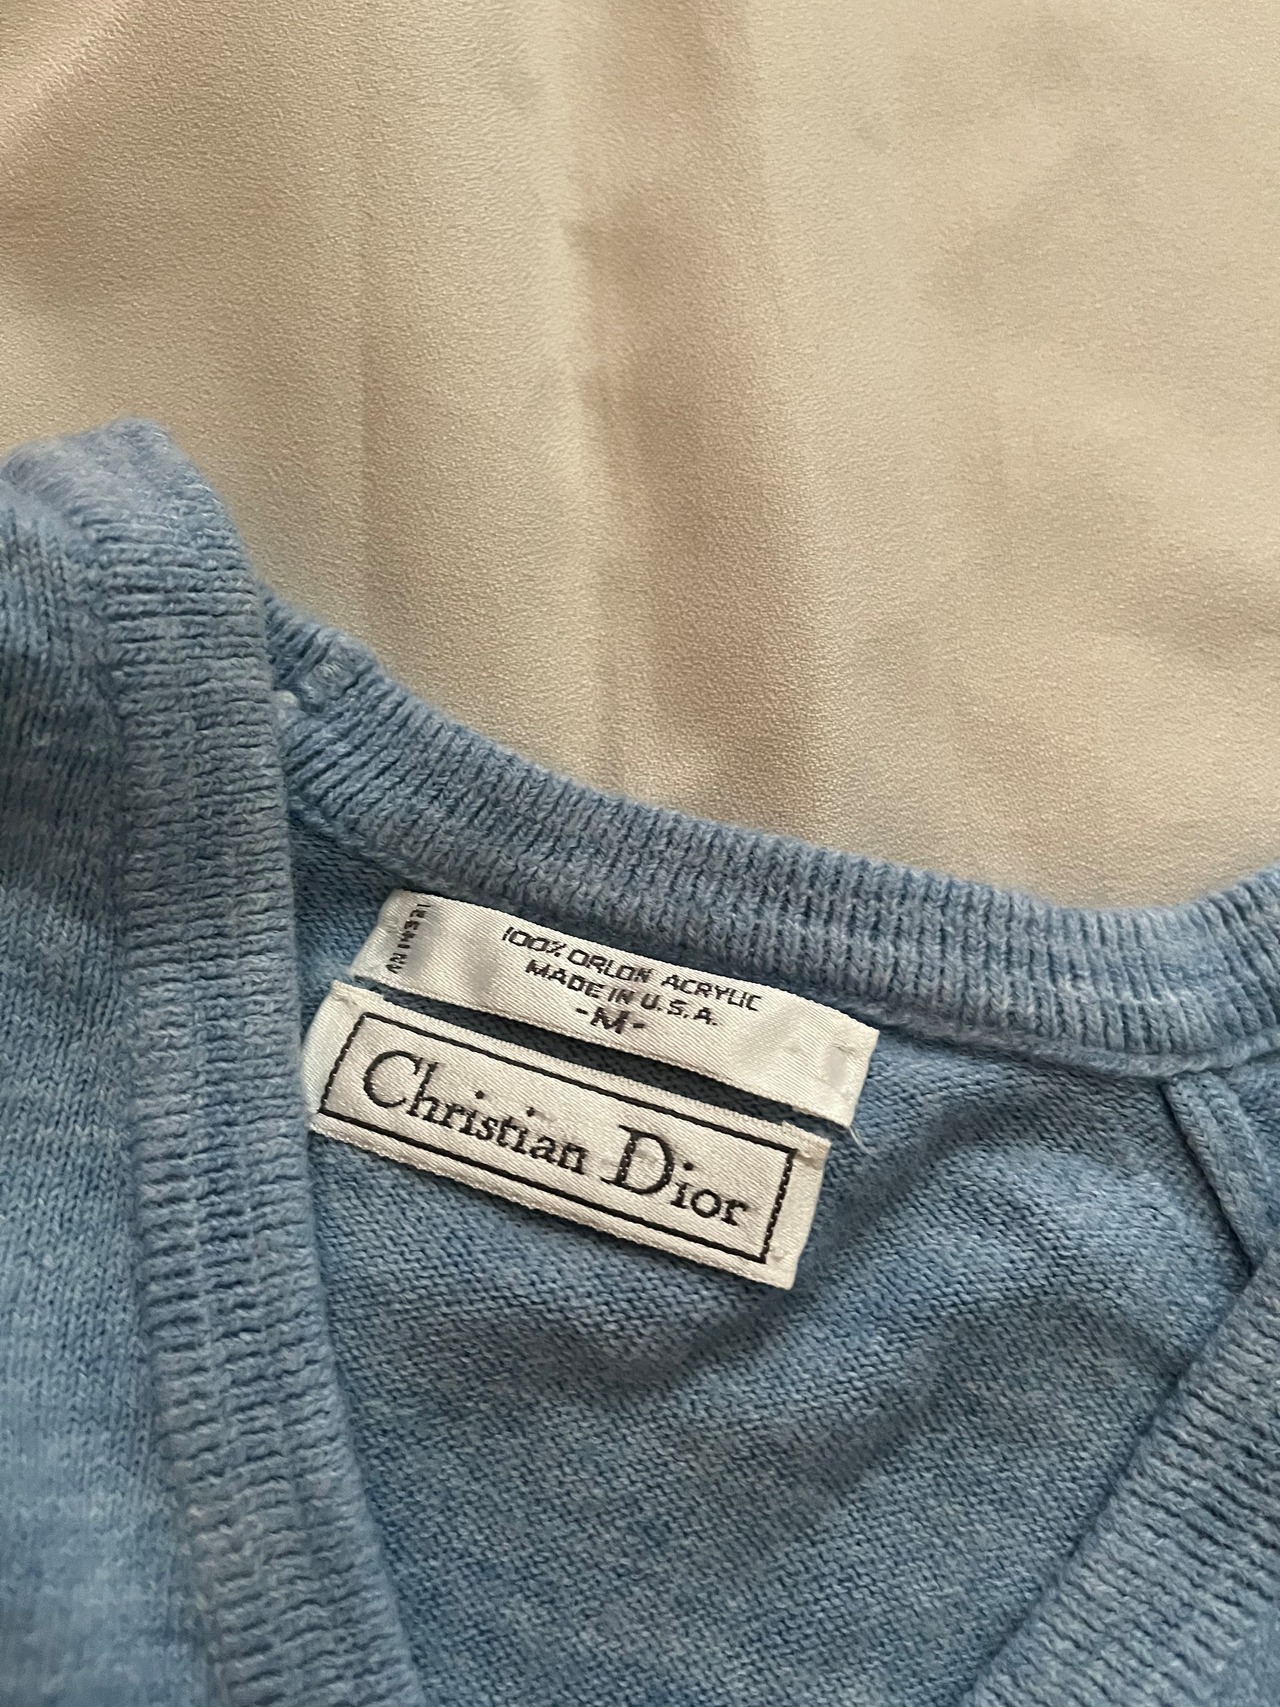 100% ORLON ACRYLIC
MADE IN U.S.A.
-M-
Christian Dior